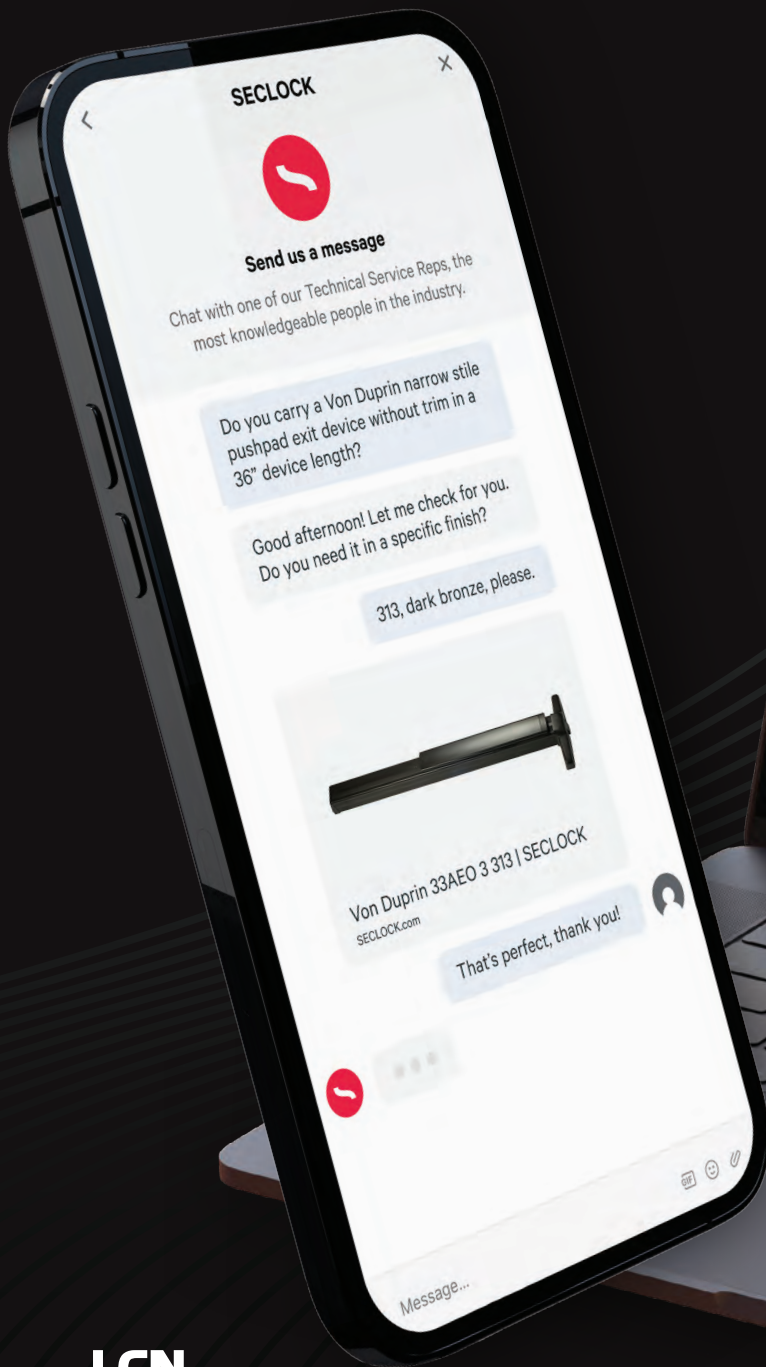 SECLOCK
Send us a message
Chat with one of our Technical Service Reps, the
most knowledgeable people in the industry.
Do you carry a Von Duprin narrow stile
pushpad exit device without trim in a
36” device length?
Good afternoon! Let me check for you.
Do you need it in a specific finish?
313, dark bronze, please.
Von Duprin 33AEO 3 313 | SECLOCK
SECLOCK.com
That’s perfect, thank you!
GIF
Message...
LCN